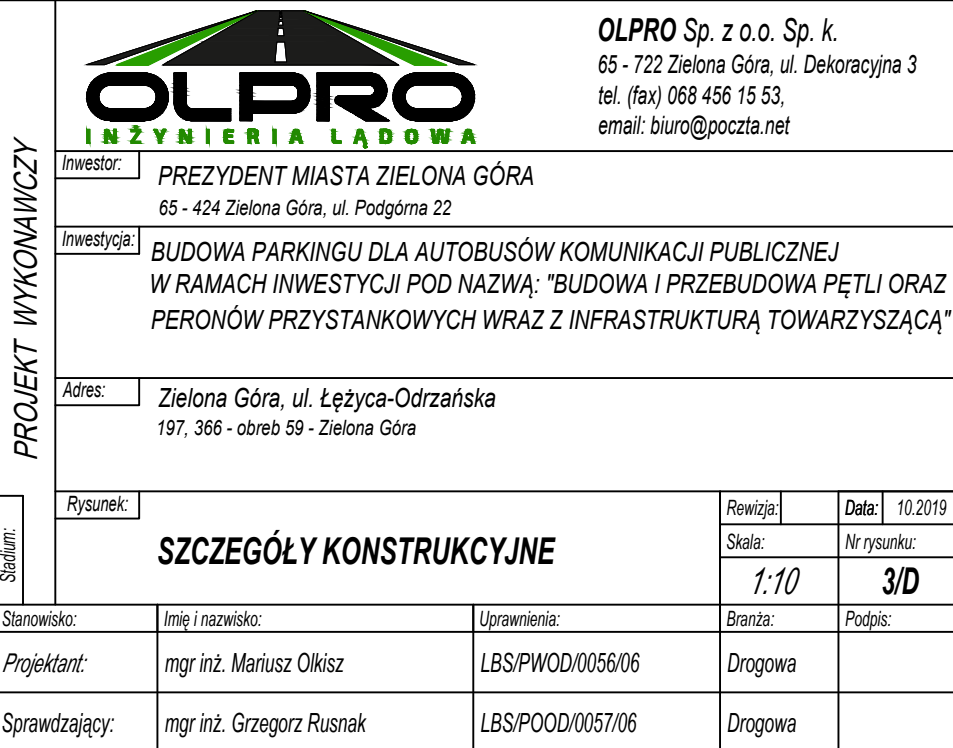 OLPRO
INŻYNIERIA LĄDOWA
OLPRO Sp. z o.o. Sp. k.
65 - 722 Zielona Góra, ul. Dekoracyjna 3
tel. (fax) 068 456 15 53,
email: biuro@poczta.net
PROJEKT WYKONAWCZY
Stadium:
Inwestor:
PREZYDENT MIASTA ZIELONA GÓRA
65 - 424 Zielona Góra, ul. Podgórna 22
Inwestycja:
BUDOWA PARKINGU DLA AUTOBUSÓW KOMUNIKACJI PUBLICZNEJ
W RAMACH INWESTYCJI POD NAZWĄ: "BUDOWA I PRZEBUDOWA PĘTLI ORAZ
PERONÓW PRZYSTANKOWYCH WRAZ Z INFRASTRUKTURĄ TOWARZYSZĄCĄ"
Adres:
Zielona Góra, ul. Łężyca-Odrzańska
197, 366 - obreb 59 - Zielona Góra
Rysunek:
SZCZEGÓŁY KONSTRUKCYJNE
Rewizja:
Data: 10.2019
Skala:
1:10
Nr rysunku:
3/D
Stanowisko: Imię i nazwisko: Uprawnienia: Branża: Podpis:
Projektant: mgr inż. Mariusz Olkisz LBS/PWOD/0056/06 Drogowa
Sprawdzający: mgr inż. Grzegorz Rusnak LBS/POOD/0057/06 Drogowa